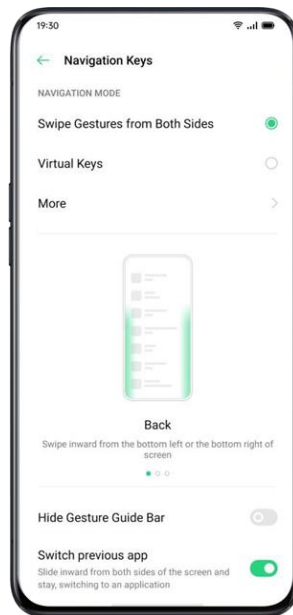 19:30
Navigation Keys
NAVIGATION MODE
Swipe Gestures from Both Sides
Virtual Keys
More
Back
Swipe inward from the bottom left or the bottom right of
screen
Hide Gesture Guide Bar
Switch previous app
Slide inward from both sides of the screen and
stay, switching to an application